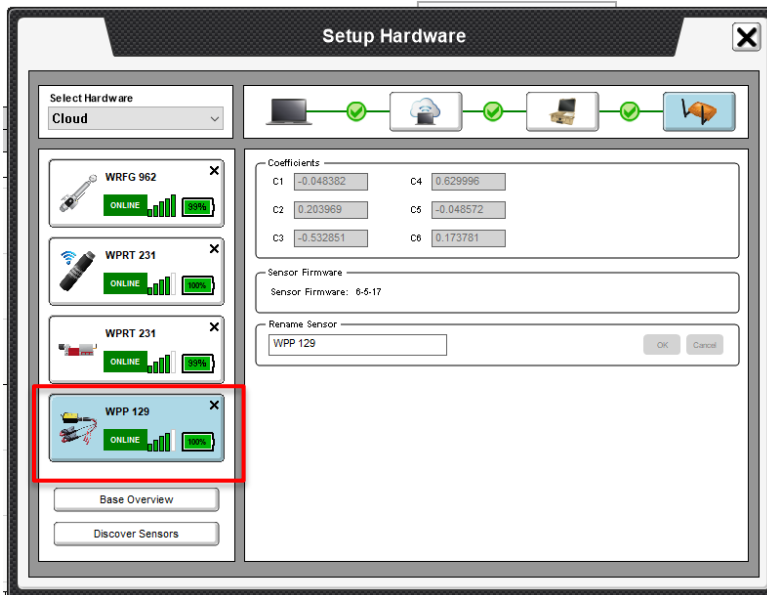 Setup Hardware
Select Hardware
Cloud
WRFG 962
ONLINE 99%
WPRT 231
ONLINE 100%
WPRT 231
ONLINE 99%
WPP 129
ONLINE 100%
Base Overview
Discover Sensors
Coefficients
C1 -0.048382 C4 0.629996
C2 0.203969 C5 -0.048572
C3 -0.532851 C6 0.173781
Sensor Firmware
Sensor Firmware: 6-5-17
Rename Sensor
WPP 129 OK Cancel